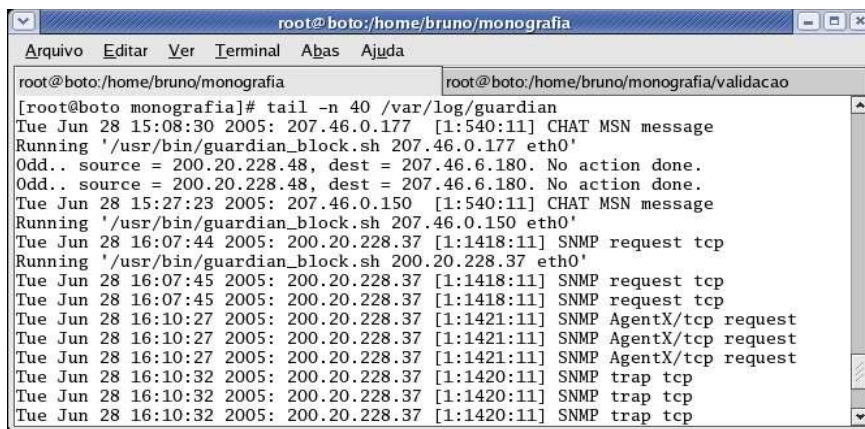 root@boto:/home/bruno/monografia
Arquivo Editar Ver Terminal Abas Ajuda
root@boto:/home/bruno/monografia root@boto:/home/bruno/monografia/validacao
[root@boto monografia]# tail -n 40 /var/log/guardian
Tue Jun 28 15:08:30 2005: 207.46.0.177 [1:540:11] CHAT MSN message
Running '/usr/bin/guardian_block.sh 207.46.0.177 eth0'
Odd.. source = 200.20.228.48, dest = 207.46.6.180. No action done.
Odd.. source = 200.20.228.48, dest = 207.46.6.180. No action done.
Tue Jun 28 15:27:23 2005: 207.46.0.150 [1:540:11] CHAT MSN message
Running '/usr/bin/guardian_block.sh 207.46.0.150 eth0'
Tue Jun 28 16:07:44 2005: 200.20.228.37 [1:1418:11] SNMP request tcp
Running '/usr/bin/guardian_block.sh 200.20.228.37 eth0'
Tue Jun 28 16:07:45 2005: 200.20.228.37 [1:1418:11] SNMP request tcp
Tue Jun 28 16:07:45 2005: 200.20.228.37 [1:1418:11] SNMP request tcp
Tue Jun 28 16:10:27 2005: 200.20.228.37 [1:1421:11] SNMP AgentX/tcp request
Tue Jun 28 16:10:27 2005: 200.20.228.37 [1:1421:11] SNMP AgentX/tcp request
Tue Jun 28 16:10:27 2005: 200.20.228.37 [1:1421:11] SNMP AgentX/tcp request
Tue Jun 28 16:10:32 2005: 200.20.228.37 [1:1420:11] SNMP trap tcp
Tue Jun 28 16:10:32 2005: 200.20.228.37 [1:1420:11] SNMP trap tcp
Tue Jun 28 16:10:32 2005: 200.20.228.37 [1:1420:11] SNMP trap tcp